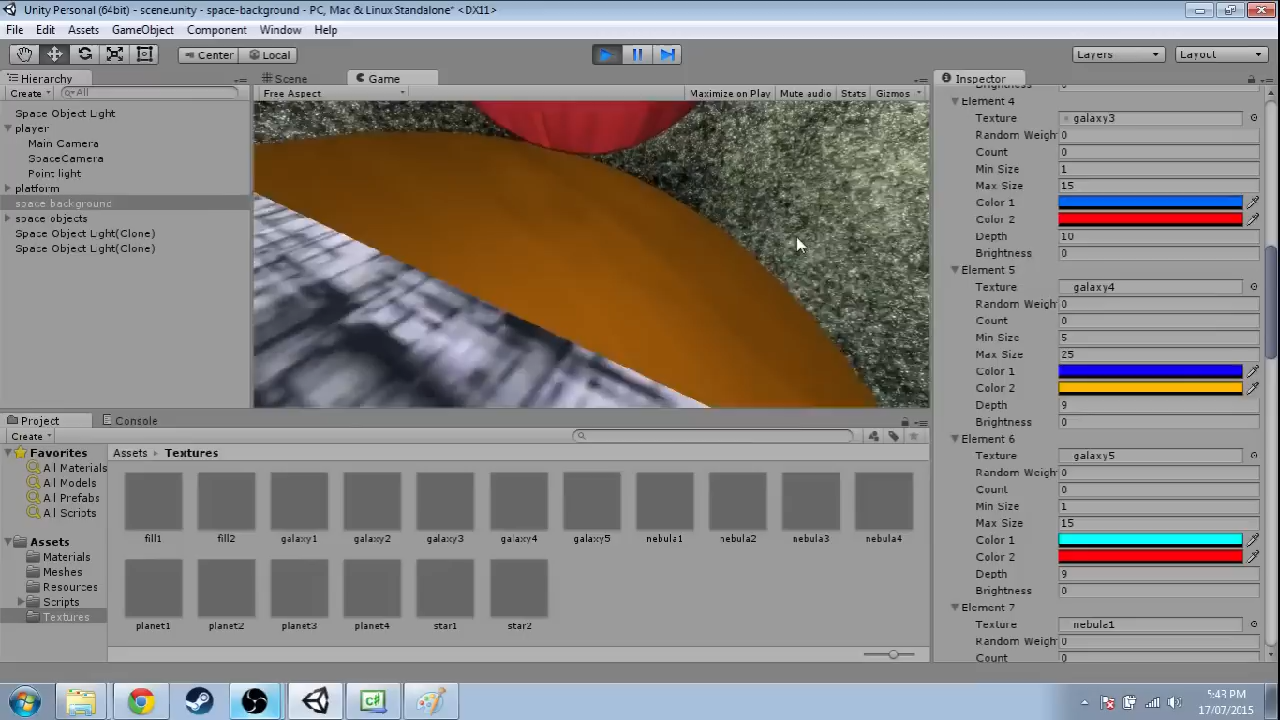 Unity Personal (64bit) - scene.unity - space-background - PC, Mac & Linux Standalone* <DX11>
File Edit Assets GameObject Component Window Help
Center Local Layers Layout
Hierarchy Scene Game Inspector
Create All Free Aspect Maximize on Play Mute audio Stats Gizmos
Space Object Light
player
Main Camera
SpaceCamera
Point light
platform
space background
space objects
Space Object Light(Clone)
Space Object Light(Clone)
Brightness 0
Element 4
Texture galaxy3
Random Weigh 0
Count 0
Min Size 1
Max Size 15
Color 1
Color 2
Depth 10
Brightness 0
Element 5
Texture galaxy4
Random Weigh 0
Count 0
Min Size 5
Max Size 25
Color 1
Color 2
Depth 9
Brightness 0
Element 6
Texture galaxy5
Random Weigh 0
Count 0
Min Size 1
Max Size 15
Color 1
Color 2
Depth 9
Brightness 0
Element 7
Texture nebula1
Random Weigh 0
Count 0
Project Console
Create
Favorites
All Materials
All Models
All Prefabs
All Scripts
Assets
Materials
Meshes
Resources
Scripts
Textures
Assets Textures
fill1 fill2 galaxy1 galaxy2 galaxy3 galaxy4 galaxy5 nebula1 nebula2 nebula3 nebula4
planet1 planet2 planet3 planet4 star1 star2
C#
5:43 PM
17/07/2015